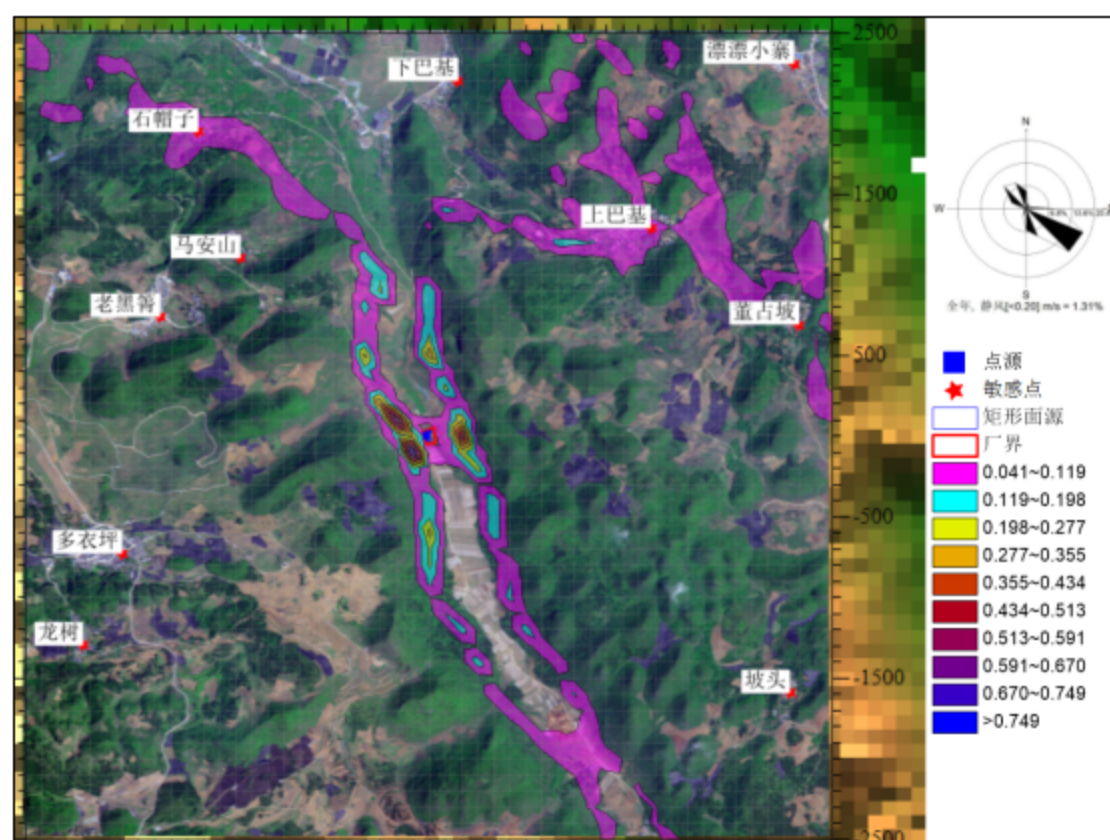 2500
漂漂小寨
下巴基
石帽子
N
1500
上巴基
W
马安山
S
全年, 静风[<0.20] m/s = 1.31%
老黑箐
董占坡
500
点源
敏感点
矩形面源
厂界
0.041~0.119
0.119~0.198
0.198~0.277
0.277~0.355
0.355~0.434
0.434~0.513
0.513~0.591
0.591~0.670
0.670~0.749
>0.749
-500
多衣坪
龙树
-1500
坡头
-2500